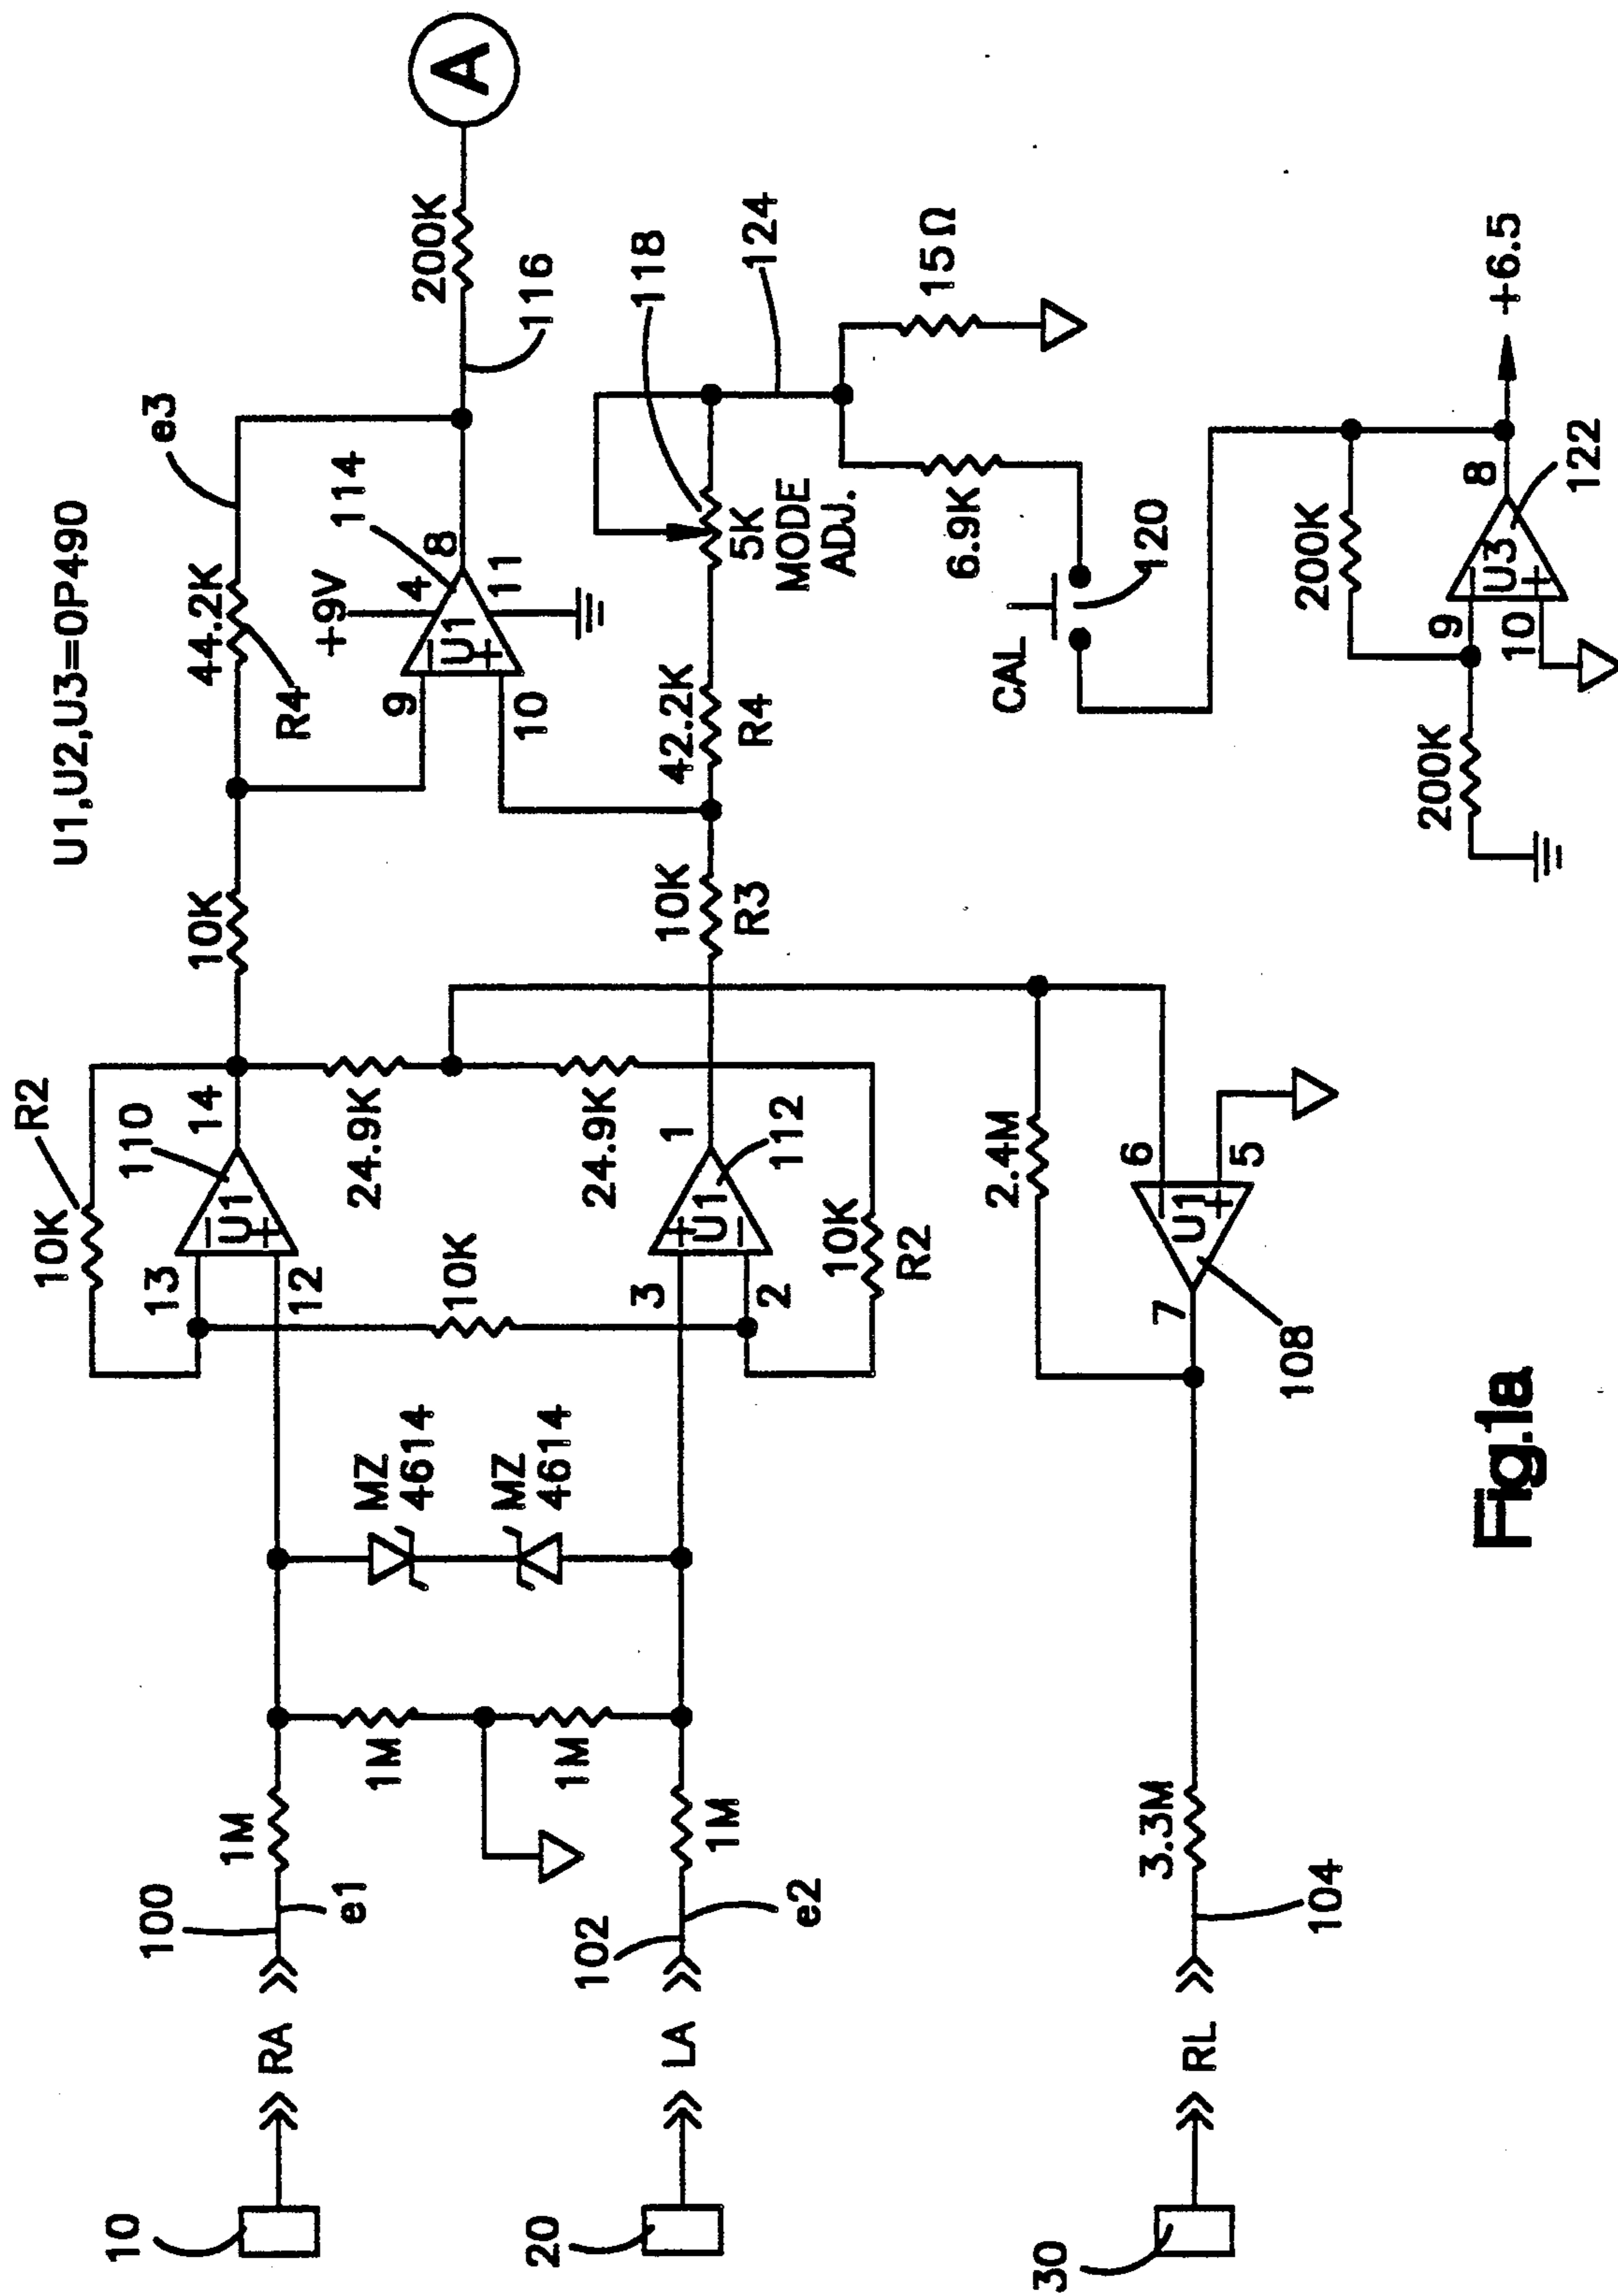 U1,U2,U3=OP490
R2
10K
110
13
14
U1
12
10K
44.2K
R4
e3
+9V
9
4
8
114
U1
10
11
200K
116
A
10
RA
100
e1
1M
1M
1M
MZ
4614
MZ
4614
10K
24.9K
24.9K
20
LA
102
e2
1M
3
1
U1
2
112
10K
R2
10K
R3
42.2K
R4
5K
MODE
ADJ.
118
124
15Ω
6.9K
CAL
120
30
RL
104
3.3M
2.4M
7
6
U1
5
108
200K
200K
9
8
U3
10
122
+6.5
Fig.1a